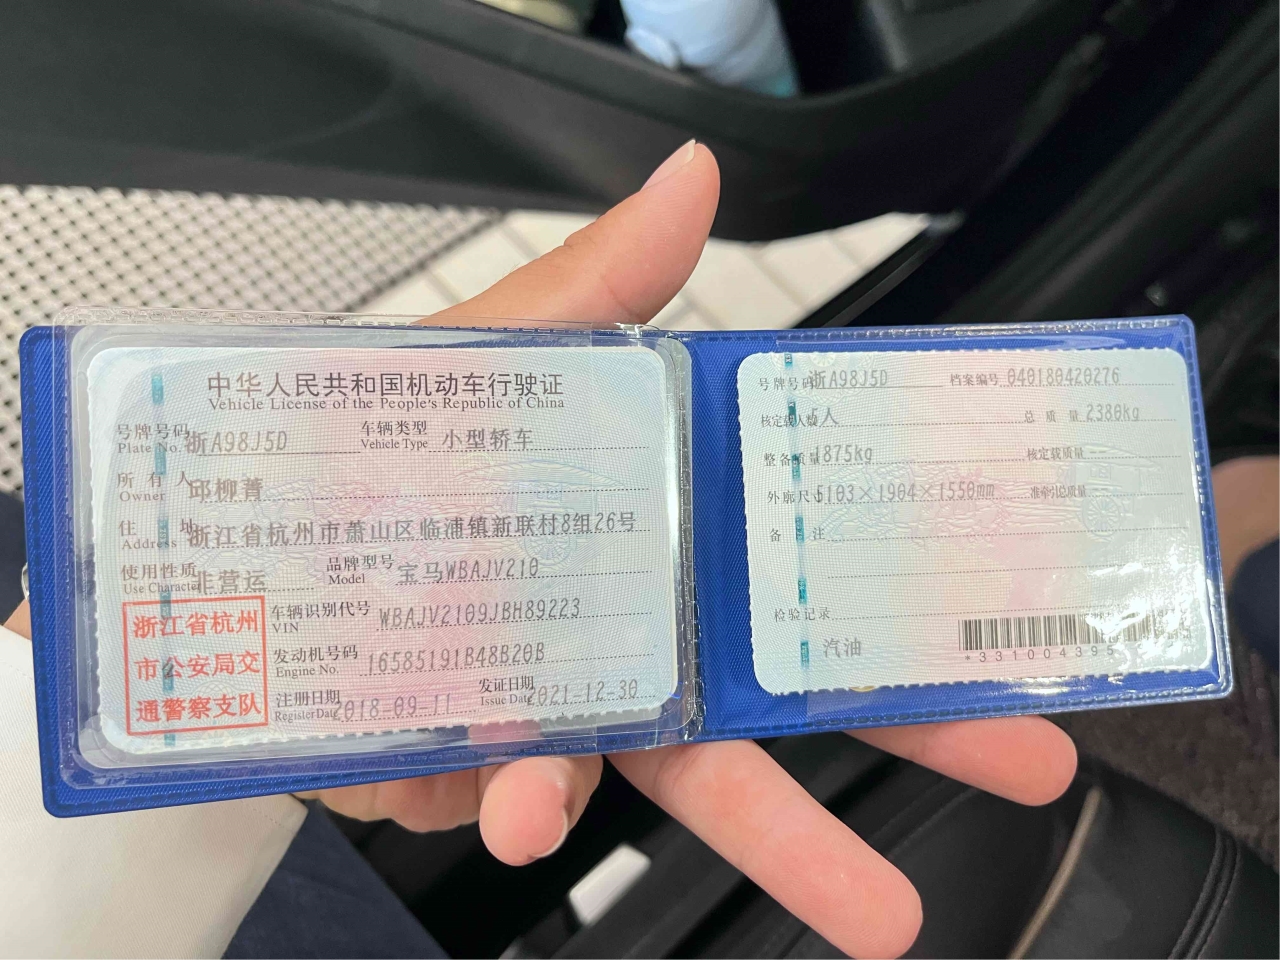 中华人民共和国机动车行驶证
Vehicle License of the People's Republic of China
号牌号码 浙A98J5D 车辆类型 小型轿车
Plate No. Vehicle Type
所有人 邱柳菁
Owner
住址 浙江省杭州市萧山区临浦镇新联村8组26号
Address
使用性质 非营运 品牌型号 宝马WBAJV210
Use Character Model
浙江省杭州
市公安局交
通警察支队
车辆识别代号 WBAJV2109JBH89223
VIN
发动机号码 16585191B48B20B
Engine No.
注册日期 2018-09-11 发证日期 2021-12-30
Register Date Issue Date
号牌号码 浙A98J5D 档案编号 040180420276
核定载人数 5人 总质量 2380kg
整备质量 1875kg 核定载质量 --
外廓尺寸 5103×1904×1550mm 准牵引总质量
备注
检验记录
汽油
*331004395